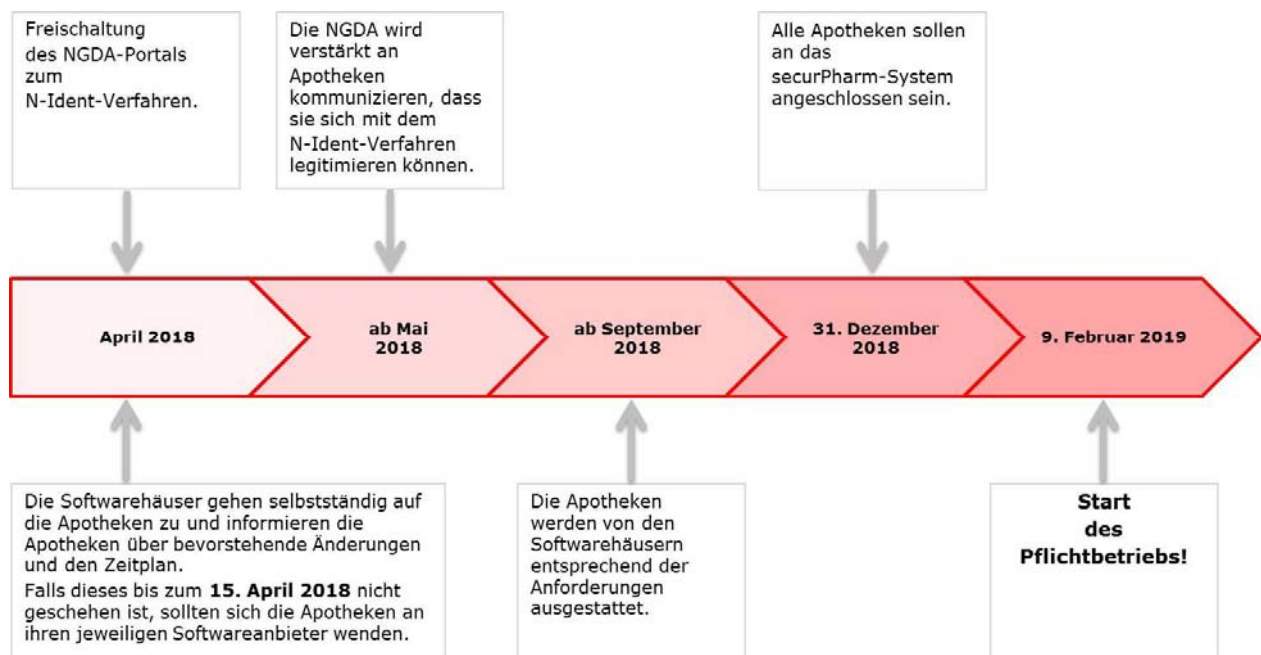 Freischaltung
des NGDA-Portals
zum
N-Ident-Verfahren.
Die NGDA wird
verstärkt an
Apotheken
kommunizieren, dass
sie sich mit dem
N-Ident-Verfahren
legitimieren können.
Alle Apotheken sollen
an das
securPharm-System
angeschlossen sein.
April 2018
ab Mai
2018
ab September
2018
31. Dezember
2018
9. Februar 2019
Die Softwarehäuser gehen selbstständig auf
die Apotheken zu und informieren die
Apotheken über bevorstehende Änderungen
und den Zeitplan.
Falls dieses bis zum 15. April 2018 nicht
geschehen ist, sollten sich die Apotheken an
ihren jeweiligen Softwareanbieter wenden.
Die Apotheken
werden von den
Softwarehäusern
entsprechend der
Anforderungen
ausgestattet.
Start
des
Pflichtbetriebs!